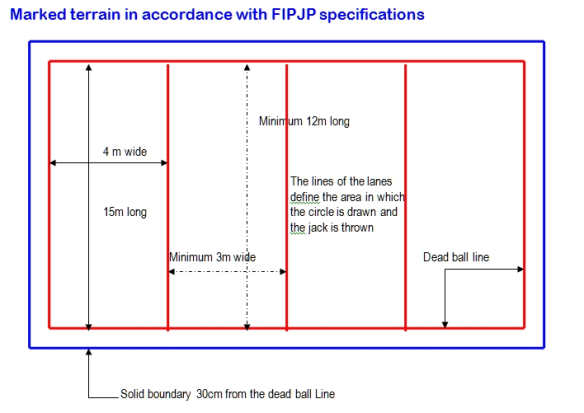 Marked terrain in accordance with FIPJP specifications
Minimum 12m long
4 m wide
The lines of the lanes
define the area in which
the circle is drawn and
the jack is thrown
15m long
Minimum 3m wide
Dead ball line
Solid boundary 30cm from the dead ball Line